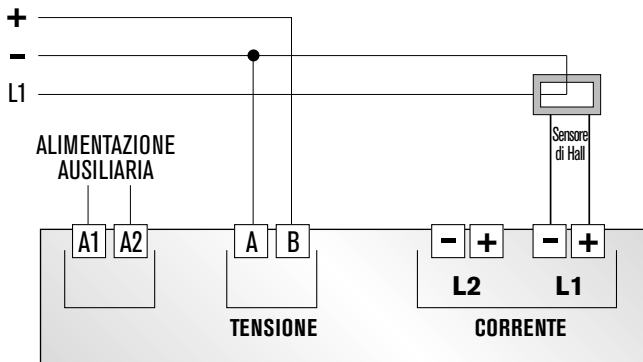 +
-
L1
ALIMENTAZIONE
AUSILIARIA
Sensore
di Hall
A1 A2 A B - + - +
L2 L1
TENSIONE CORRENTE